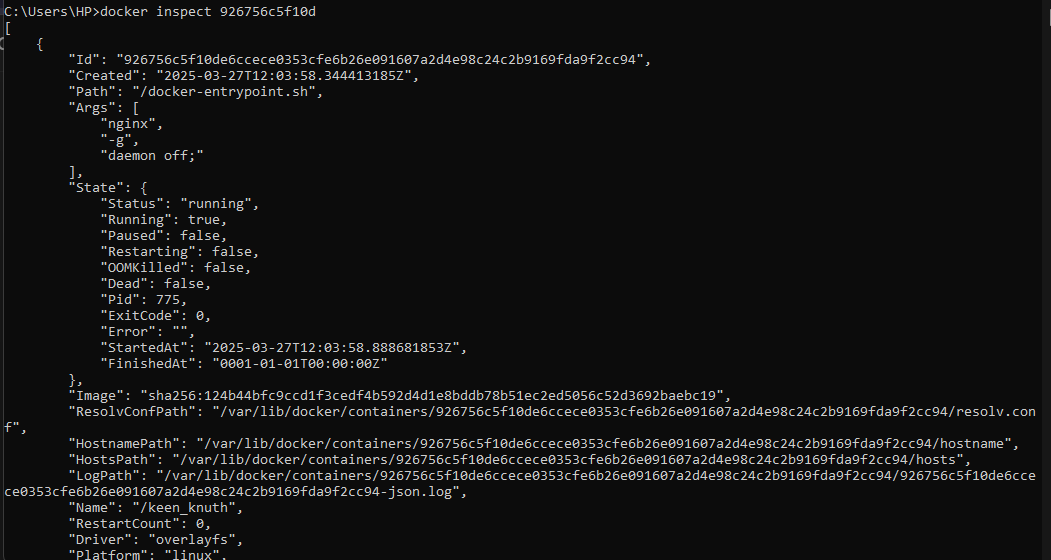 C:\Users\HP>docker inspect 926756c5f10d
[
    {
        "Id": "926756c5f10de6ccece0353cfe6b26e091607a2d4e98c24c2b9169fda9f2cc94",
        "Created": "2025-03-27T12:03:58.344413185Z",
        "Path": "/docker-entrypoint.sh",
        "Args": [
            "nginx",
            "-g",
            "daemon off;"
        ],
        "State": {
            "Status": "running",
            "Running": true,
            "Paused": false,
            "Restarting": false,
            "OOMKilled": false,
            "Dead": false,
            "Pid": 775,
            "ExitCode": 0,
            "Error": "",
            "StartedAt": "2025-03-27T12:03:58.888681853Z",
            "FinishedAt": "0001-01-01T00:00:00Z"
        },
        "Image": "sha256:124b44bfc9ccd1f3cedf4b592d4d1e8bddb78b51ec2ed5056c52d3692baebc19",
        "ResolvConfPath": "/var/lib/docker/containers/926756c5f10de6ccece0353cfe6b26e091607a2d4e98c24c2b9169fda9f2cc94/resolv.con
f",
        "HostnamePath": "/var/lib/docker/containers/926756c5f10de6ccece0353cfe6b26e091607a2d4e98c24c2b9169fda9f2cc94/hostname",
        "HostsPath": "/var/lib/docker/containers/926756c5f10de6ccece0353cfe6b26e091607a2d4e98c24c2b9169fda9f2cc94/hosts",
        "LogPath": "/var/lib/docker/containers/926756c5f10de6ccece0353cfe6b26e091607a2d4e98c24c2b9169fda9f2cc94/926756c5f10de6cce
ce0353cfe6b26e091607a2d4e98c24c2b9169fda9f2cc94-json.log",
        "Name": "/keen_knuth",
        "RestartCount": 0,
        "Driver": "overlayfs",
        "Platform": "linux",